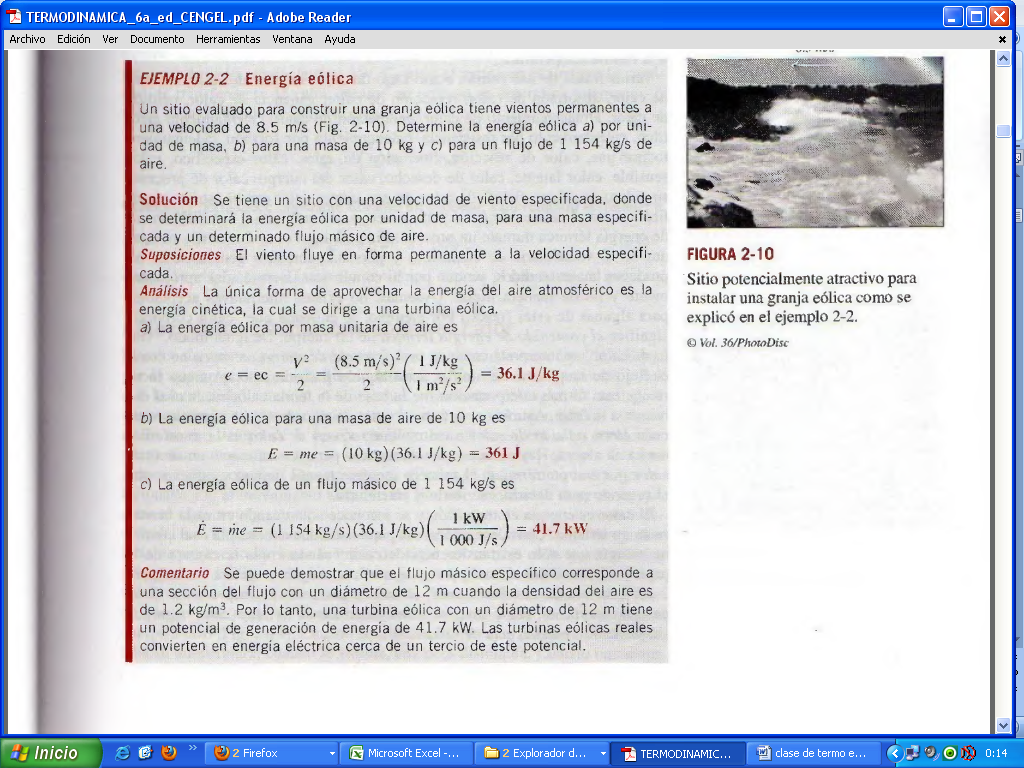 TERMODINAMICA_6a_ed_CENGEL.pdf - Adobe Reader
Archivo Edición Ver Documento Herramientas Ventana Ayuda
EJEMPLO 2-2 Energía eólica
Un sitio evaluado para construir una granja eólica tiene vientos permanentes a
una velocidad de 8.5 m/s (Fig. 2-10). Determine la energía eólica a) por uni-
dad de masa, b) para una masa de 10 kg y c) para un flujo de 1 154 kg/s de
aire.
Solución Se tiene un sitio con una velocidad de viento especificada, donde
se determinará la energía eólica por unidad de masa, para una masa especifi-
cada y un determinado flujo másico de aire.
Suposiciones El viento fluye en forma permanente a la velocidad especifi-
cada.
Análisis La única forma de aprovechar la energía del aire atmosférico es la
energía cinética, la cual se dirige a una turbina eólica.
a) La energía eólica por masa unitaria de aire es
e = ec = V²/2 = (8.5 m/s)²/2 (1 J/kg / 1 m²/s²) = 36.1 J/kg
b) La energía eólica para una masa de aire de 10 kg es
E = me = (10 kg)(36.1 J/kg) = 361 J
c) La energía eólica de un flujo másico de 1 154 kg/s es
Ė = ṁe = (1 154 kg/s)(36.1 J/kg)(1 kW / 1 000 J/s) = 41.7 kW
Comentario Se puede demostrar que el flujo másico específico corresponde a
una sección del flujo con un diámetro de 12 m cuando la densidad del aire es
de 1.2 kg/m³. Por lo tanto, una turbina eólica con un diámetro de 12 m tiene
un potencial de generación de energía de 41.7 kW. Las turbinas eólicas reales
convierten en energía eléctrica cerca de un tercio de este potencial.
FIGURA 2-10
Sitio potencialmente atractivo para
instalar una granja eólica como se
explicó en el ejemplo 2-2.
© Vol. 36/PhotoDisc
Inicio » 2 Firefox Microsoft Excel -... 2 Explorador d... TERMODINAMIC... clase de termo e... 0:14